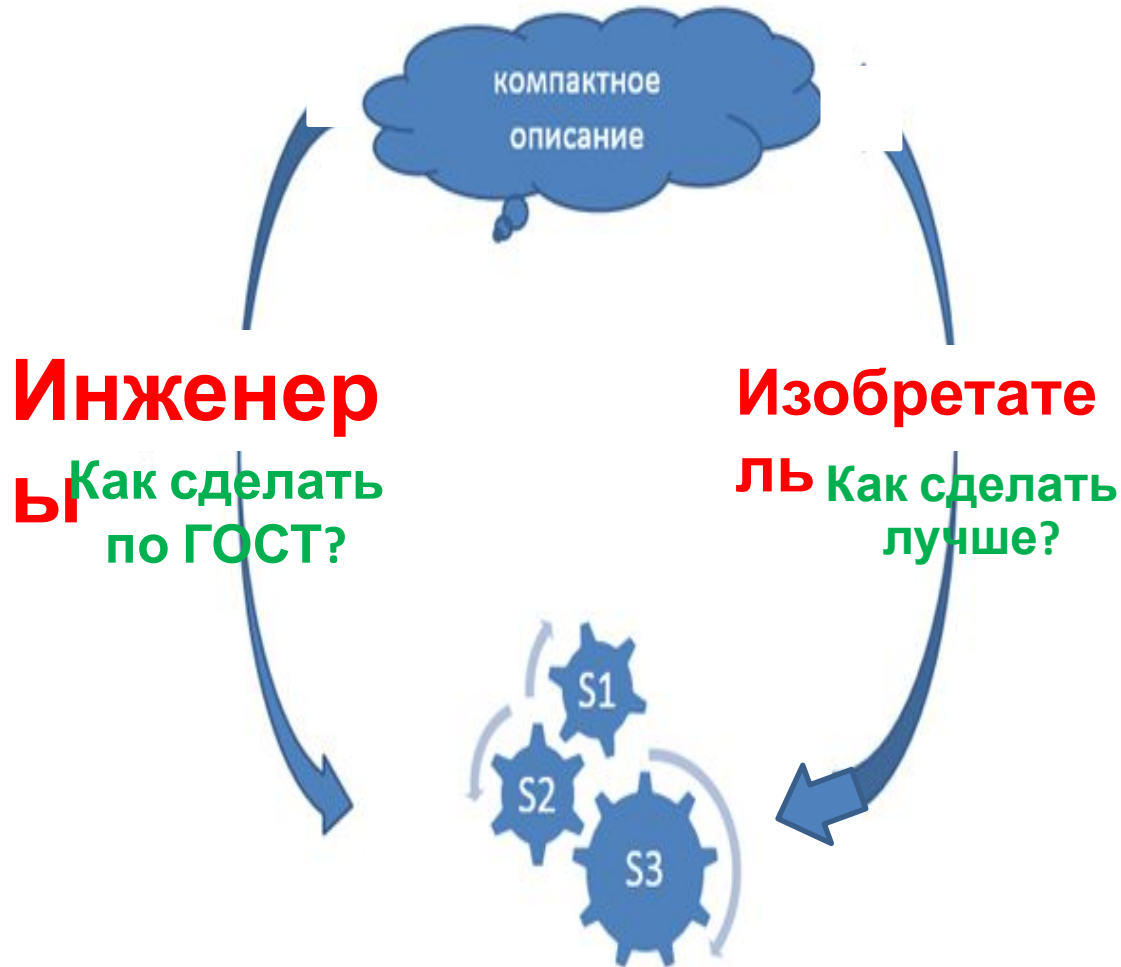 компактное
описание
Инженер
ы
Как сделать
по ГОСТ?
Изобретате
ль
Как сделать
лучше?
S1
S2
S3